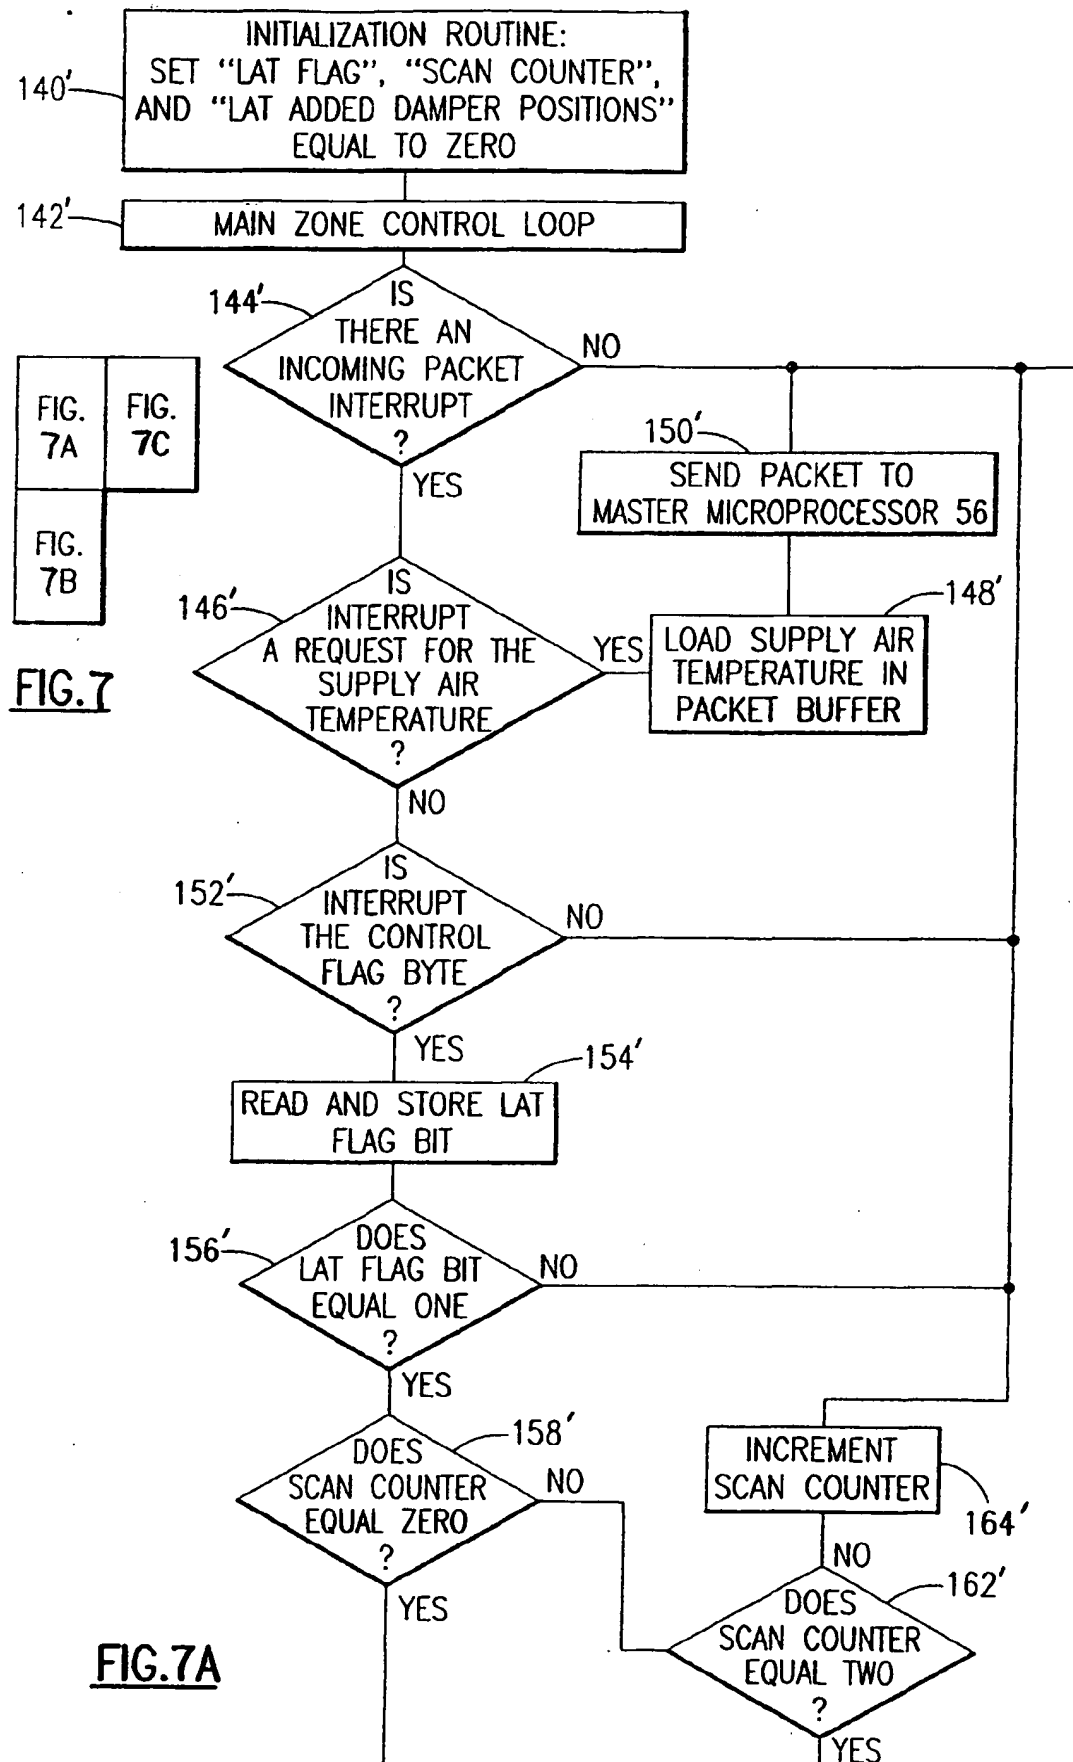 INITIALIZATION ROUTINE:
SET "LAT FLAG", "SCAN COUNTER",
AND "LAT ADDED DAMPER POSITIONS"
EQUAL TO ZERO
140'
142'
MAIN ZONE CONTROL LOOP
144'
IS
THERE AN
INCOMING PACKET
INTERRUPT
?
NO
YES
FIG.
7A
FIG.
7C
FIG.
7B
FIG.7
150'
SEND PACKET TO
MASTER MICROPROCESSOR 56
146'
IS
INTERRUPT
A REQUEST FOR THE
SUPPLY AIR
TEMPERATURE
?
YES
148'
LOAD SUPPLY AIR
TEMPERATURE IN
PACKET BUFFER
NO
152'
IS
INTERRUPT
THE CONTROL
FLAG BYTE
?
NO
YES
154'
READ AND STORE LAT
FLAG BIT
156'
DOES
LAT FLAG BIT
EQUAL ONE
?
NO
YES
158'
DOES
SCAN COUNTER
EQUAL ZERO
?
NO
YES
INCREMENT
SCAN COUNTER
164'
NO
162'
DOES
SCAN COUNTER
EQUAL TWO
?
YES
FIG.7A